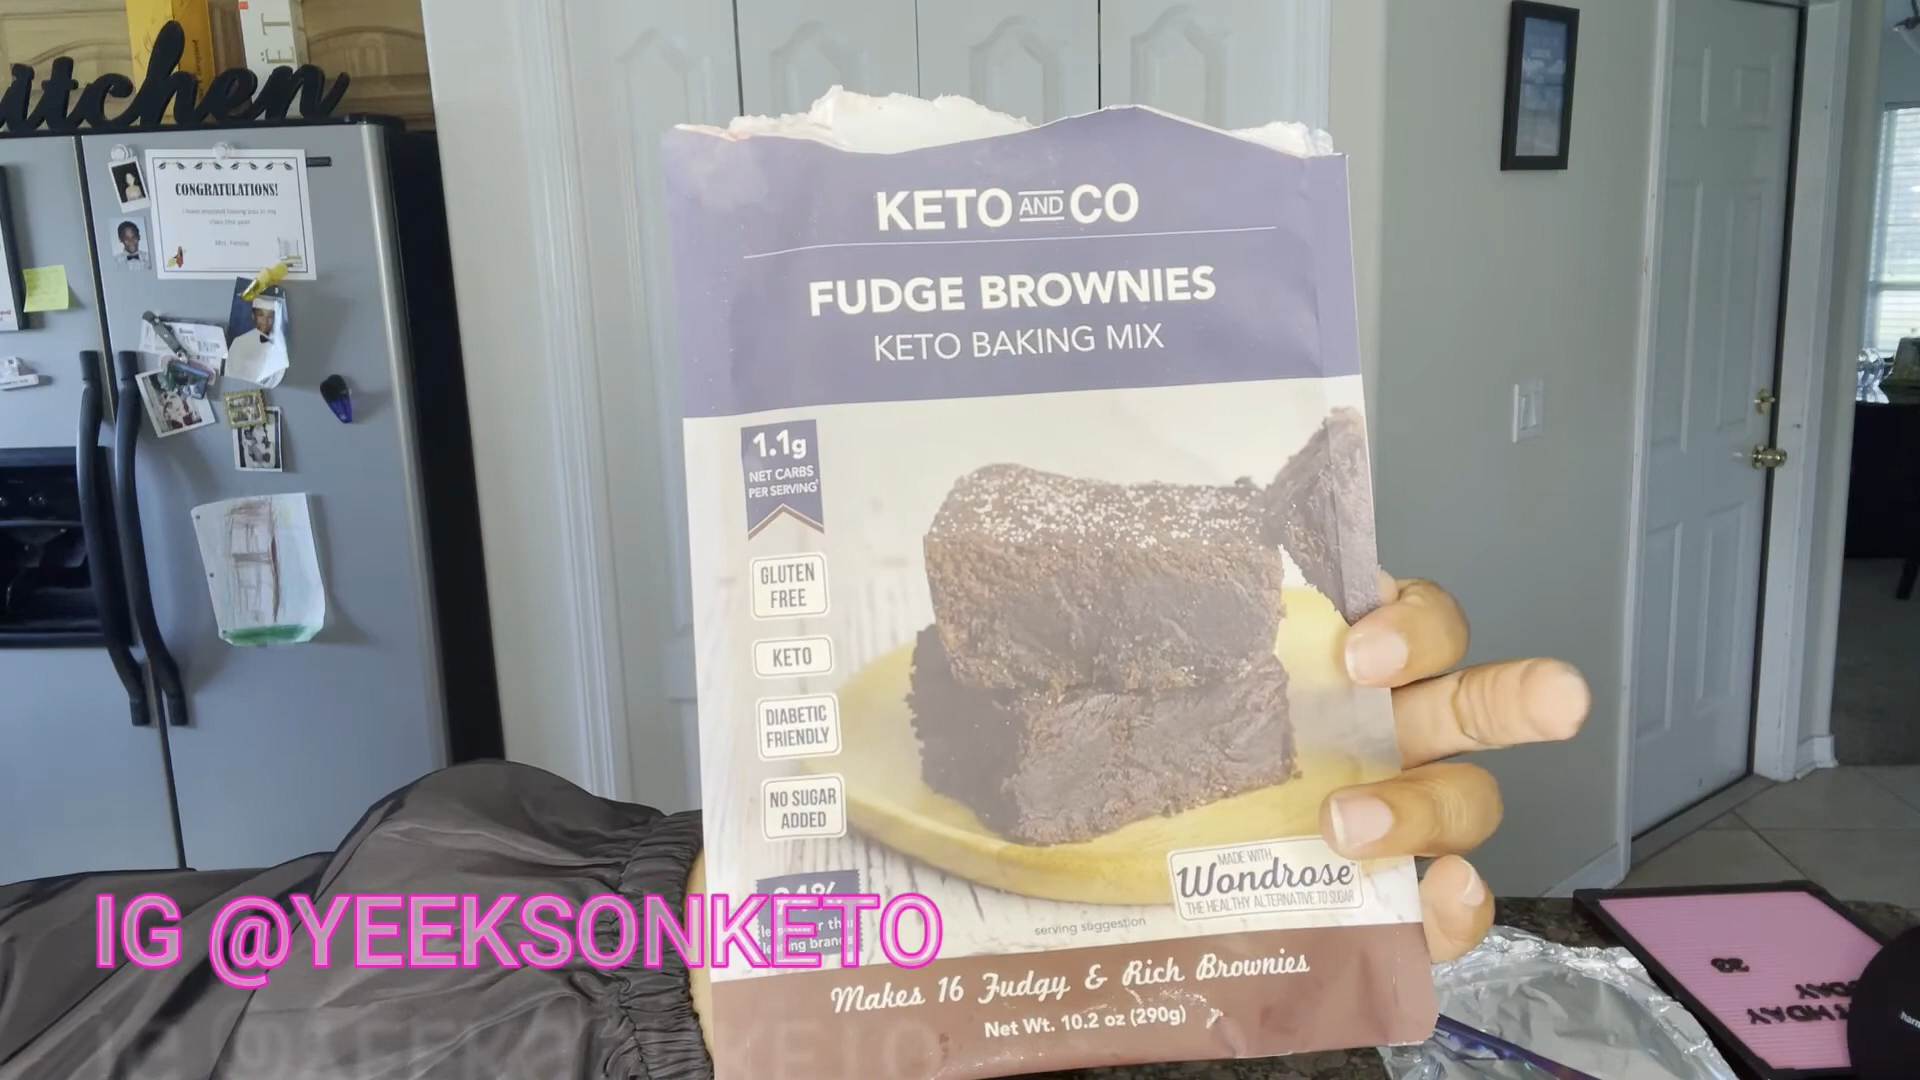 itchen
CONGRATULATIONS!
KETO AND CO
FUDGE BROWNIES
KETO BAKING MIX
1.1g
NET CARBS
PER SERVING
GLUTEN
FREE
KETO
DIABETIC
FRIENDLY
NO SUGAR
ADDED
MADE WITH
Wondrose
THE HEALTHY ALTERNATIVE TO SUGAR
serving suggestion
IG @YEEKSONKETO
Makes 16 Fudgy & Rich Brownies
Net Wt. 10.2 oz (290g)